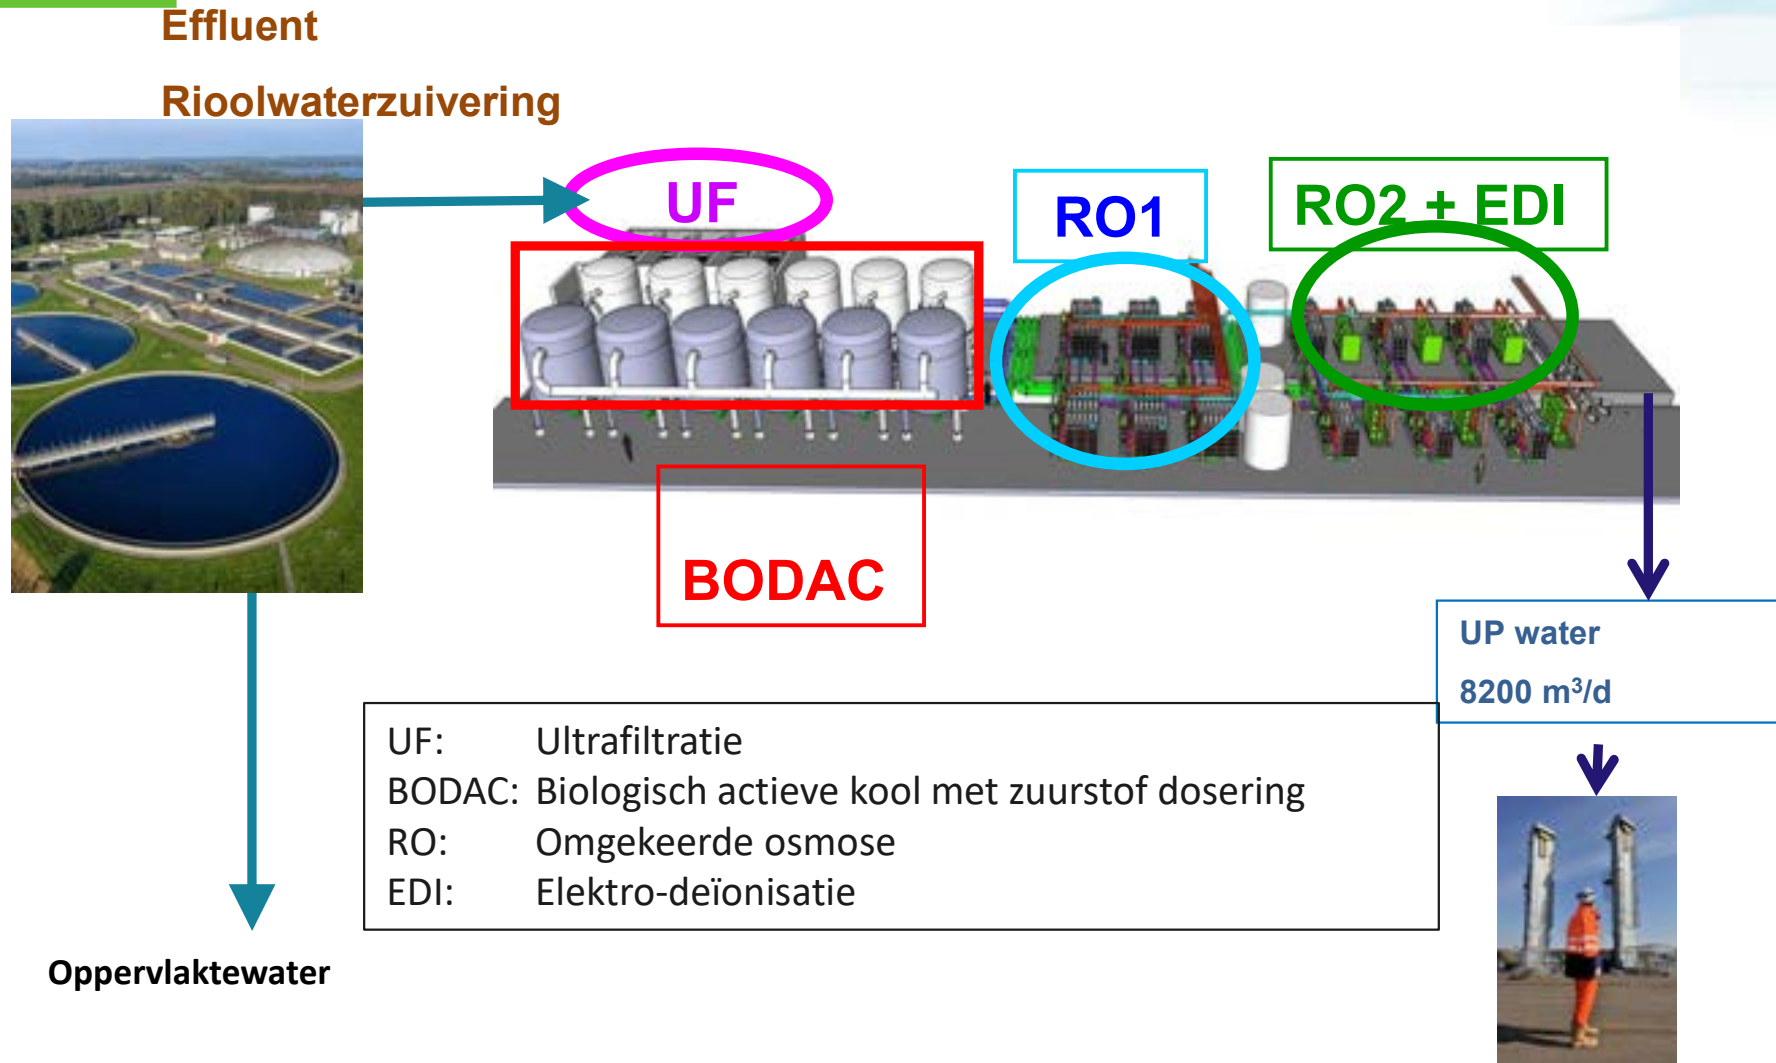 Effluent
Rioolwaterzuivering
UF
RO1
RO2 + EDI
BODAC
UP water
8200 m³/d
UF: Ultrafiltratie
BODAC: Biologisch actieve kool met zuurstof dosering
RO: Omgekeerde osmose
EDI: Elektro-deïonisatie
Oppervlaktewater